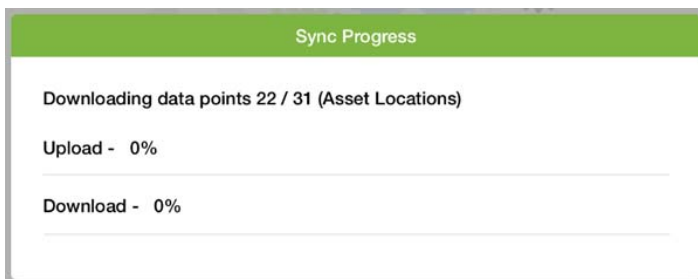 Sync Progress
Downloading data points 22 / 31 (Asset Locations)
Upload - 0%
Download - 0%